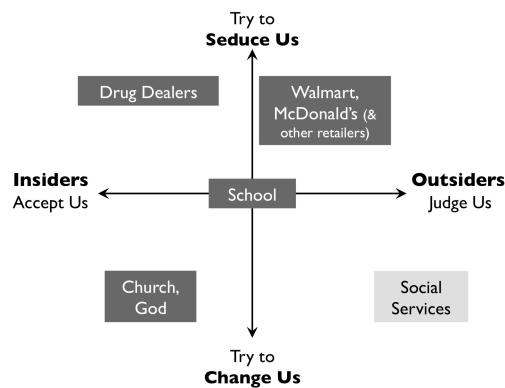 Try to
Seduce Us
Drug Dealers
Walmart,
McDonald's (&
other retailers)
Insiders
Accept Us
School
Outsiders
Judge Us
Church,
God
Social
Services
Try to
Change Us